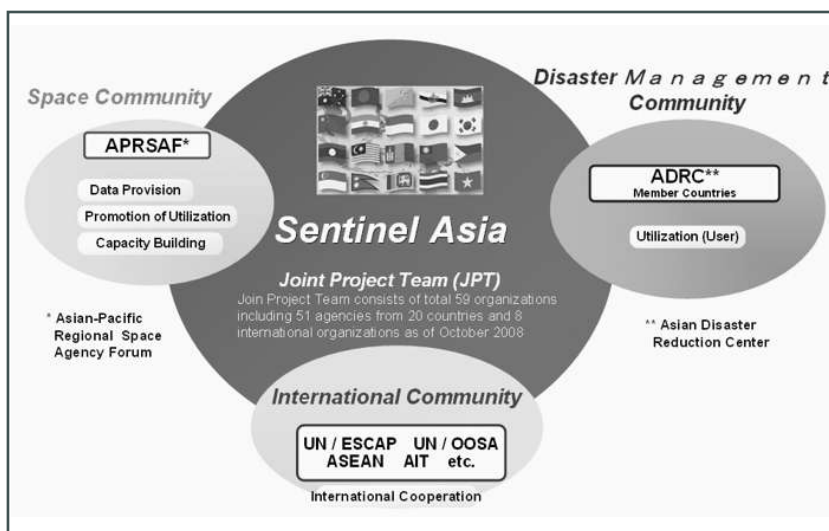 Space Community
APRSAF*
Data Provision
Promotion of Utilization
Capacity Building
* Asian-Pacific
Regional Space
Agency Forum
Sentinel Asia
Joint Project Team (JPT)
Join Project Team consists of total 59 organizations
including 51 agencies from 20 countries and 8
international organizations as of October 2008
Disaster Management
Community
ADRC**
Member Countries
Utilization (User)
** Asian Disaster
Reduction Center
International Community
UN / ESCAP UN / OOSA
ASEAN AIT etc.
International Cooperation